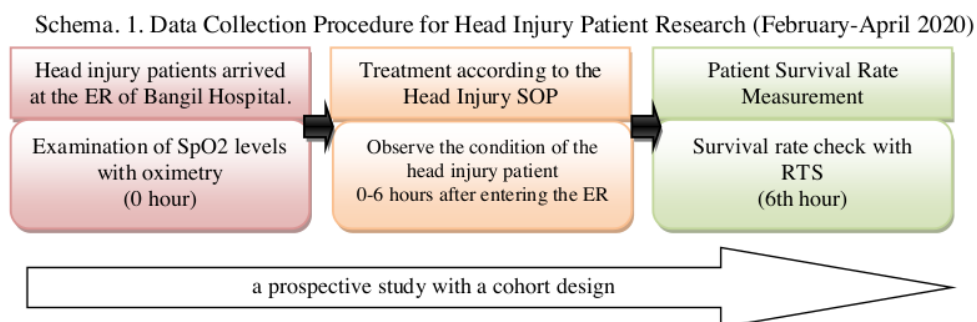 Schema. 1. Data Collection Procedure for Head Injury Patient Research (February-April 2020)
Head injury patients arrived
at the ER of Bangil Hospital.
Examination of SpO2 levels
with oximetry
(0 hour)
Treatment according to the
Head Injury SOP
Observe the condition of the
head injury patient
0-6 hours after entering the ER
Patient Survival Rate
Measurement
Survival rate check with
RTS
(6th hour)
a prospective study with a cohort design